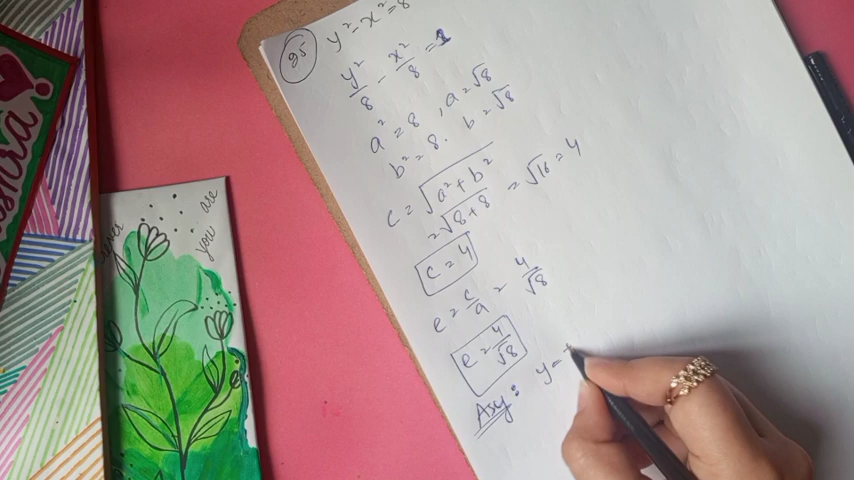 25
y² - x² = 8
y²/8 - x²/8 = 1
a² = 8, a = √8
b² = 8. b = √8
c = √a² + b²
= √8+8 = √16 = 4
c = 4
e = c/a = 4/√8
e = 4/√8
Asy: y =
are
you